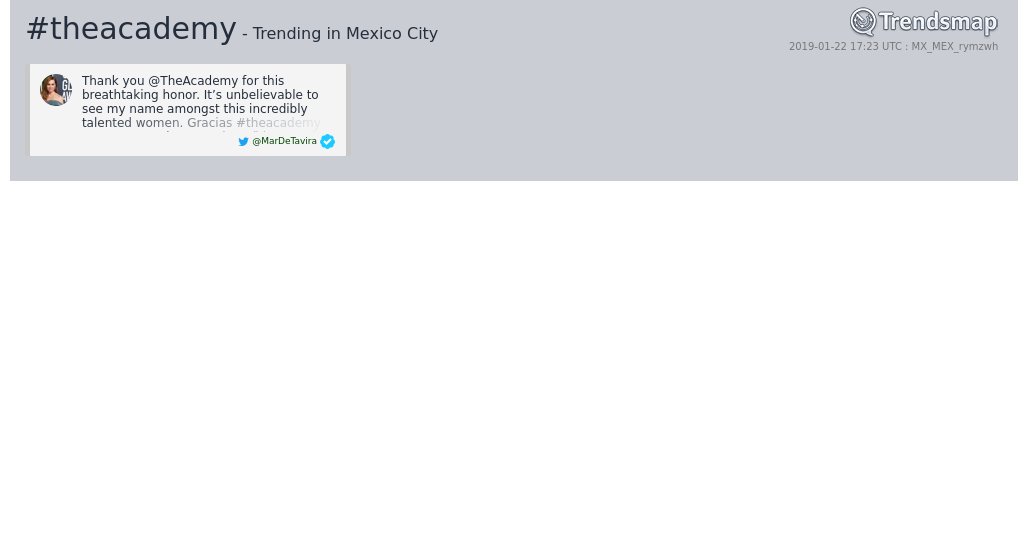 #theacademy - Trending in Mexico City
Trendsmap
2019-01-22 17:23 UTC : MX_MEX_rymzwh
Thank you @TheAcademy for this
breathtaking honor. It’s unbelievable to
see my name amongst this incredibly
talented women. Gracias #theacademy
@MarDeTavira